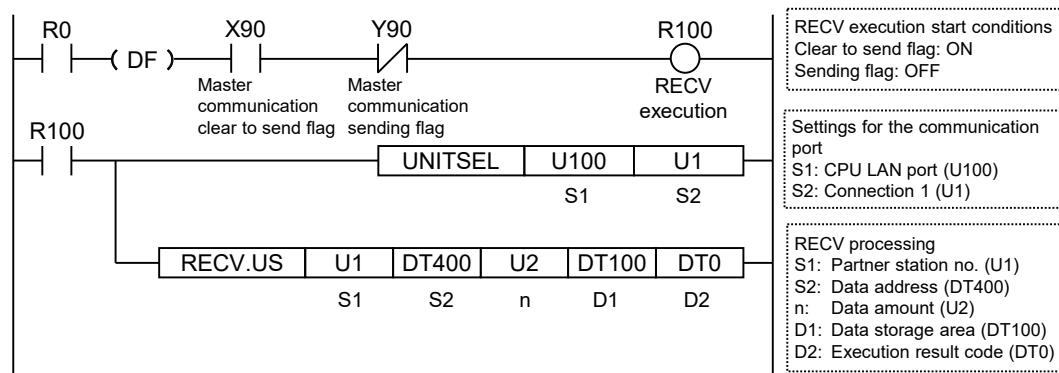 R0
X90
Y90
R100
( DF )
Master
communication
clear to send flag
Master
communication
sending flag
RECV
execution
RECV execution start conditions
Clear to send flag: ON
Sending flag: OFF
R100
UNITSEL U100 U1
S1 S2
Settings for the communication
port
S1: CPU LAN port (U100)
S2: Connection 1 (U1)
RECV.US U1 DT400 U2 DT100 DT0
S1 S2 n D1 D2
RECV processing
S1: Partner station no. (U1)
S2: Data address (DT400)
n: Data amount (U2)
D1: Data storage area (DT100)
D2: Execution result code (DT0)